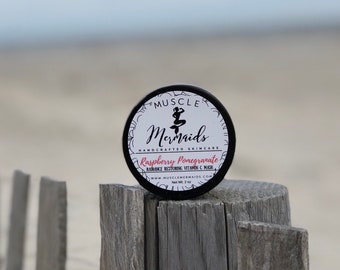 MUSCLE
Mermaids
HANDCRAFTED SKINCARE
Raspberry Pomegranate
RADIANCE RESTORING VITAMIN C MASK
WWW.MUSCLEMERMAIDS.COM
Net Wt. 2 oz